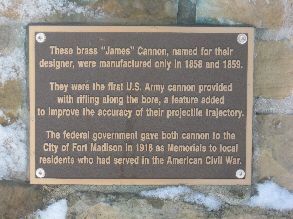 These brass "James" Cannon, named for their
designer, were manufactured only in 1858 and 1859.
They were the first U.S. Army cannon provided
with rifling along the bore, a feature added
to improve the accuracy of their projectile trajectory.
The federal government gave both cannon to the
City of Fort Madison in 1918 as Memorials to local
residents who had served in the American Civil War.